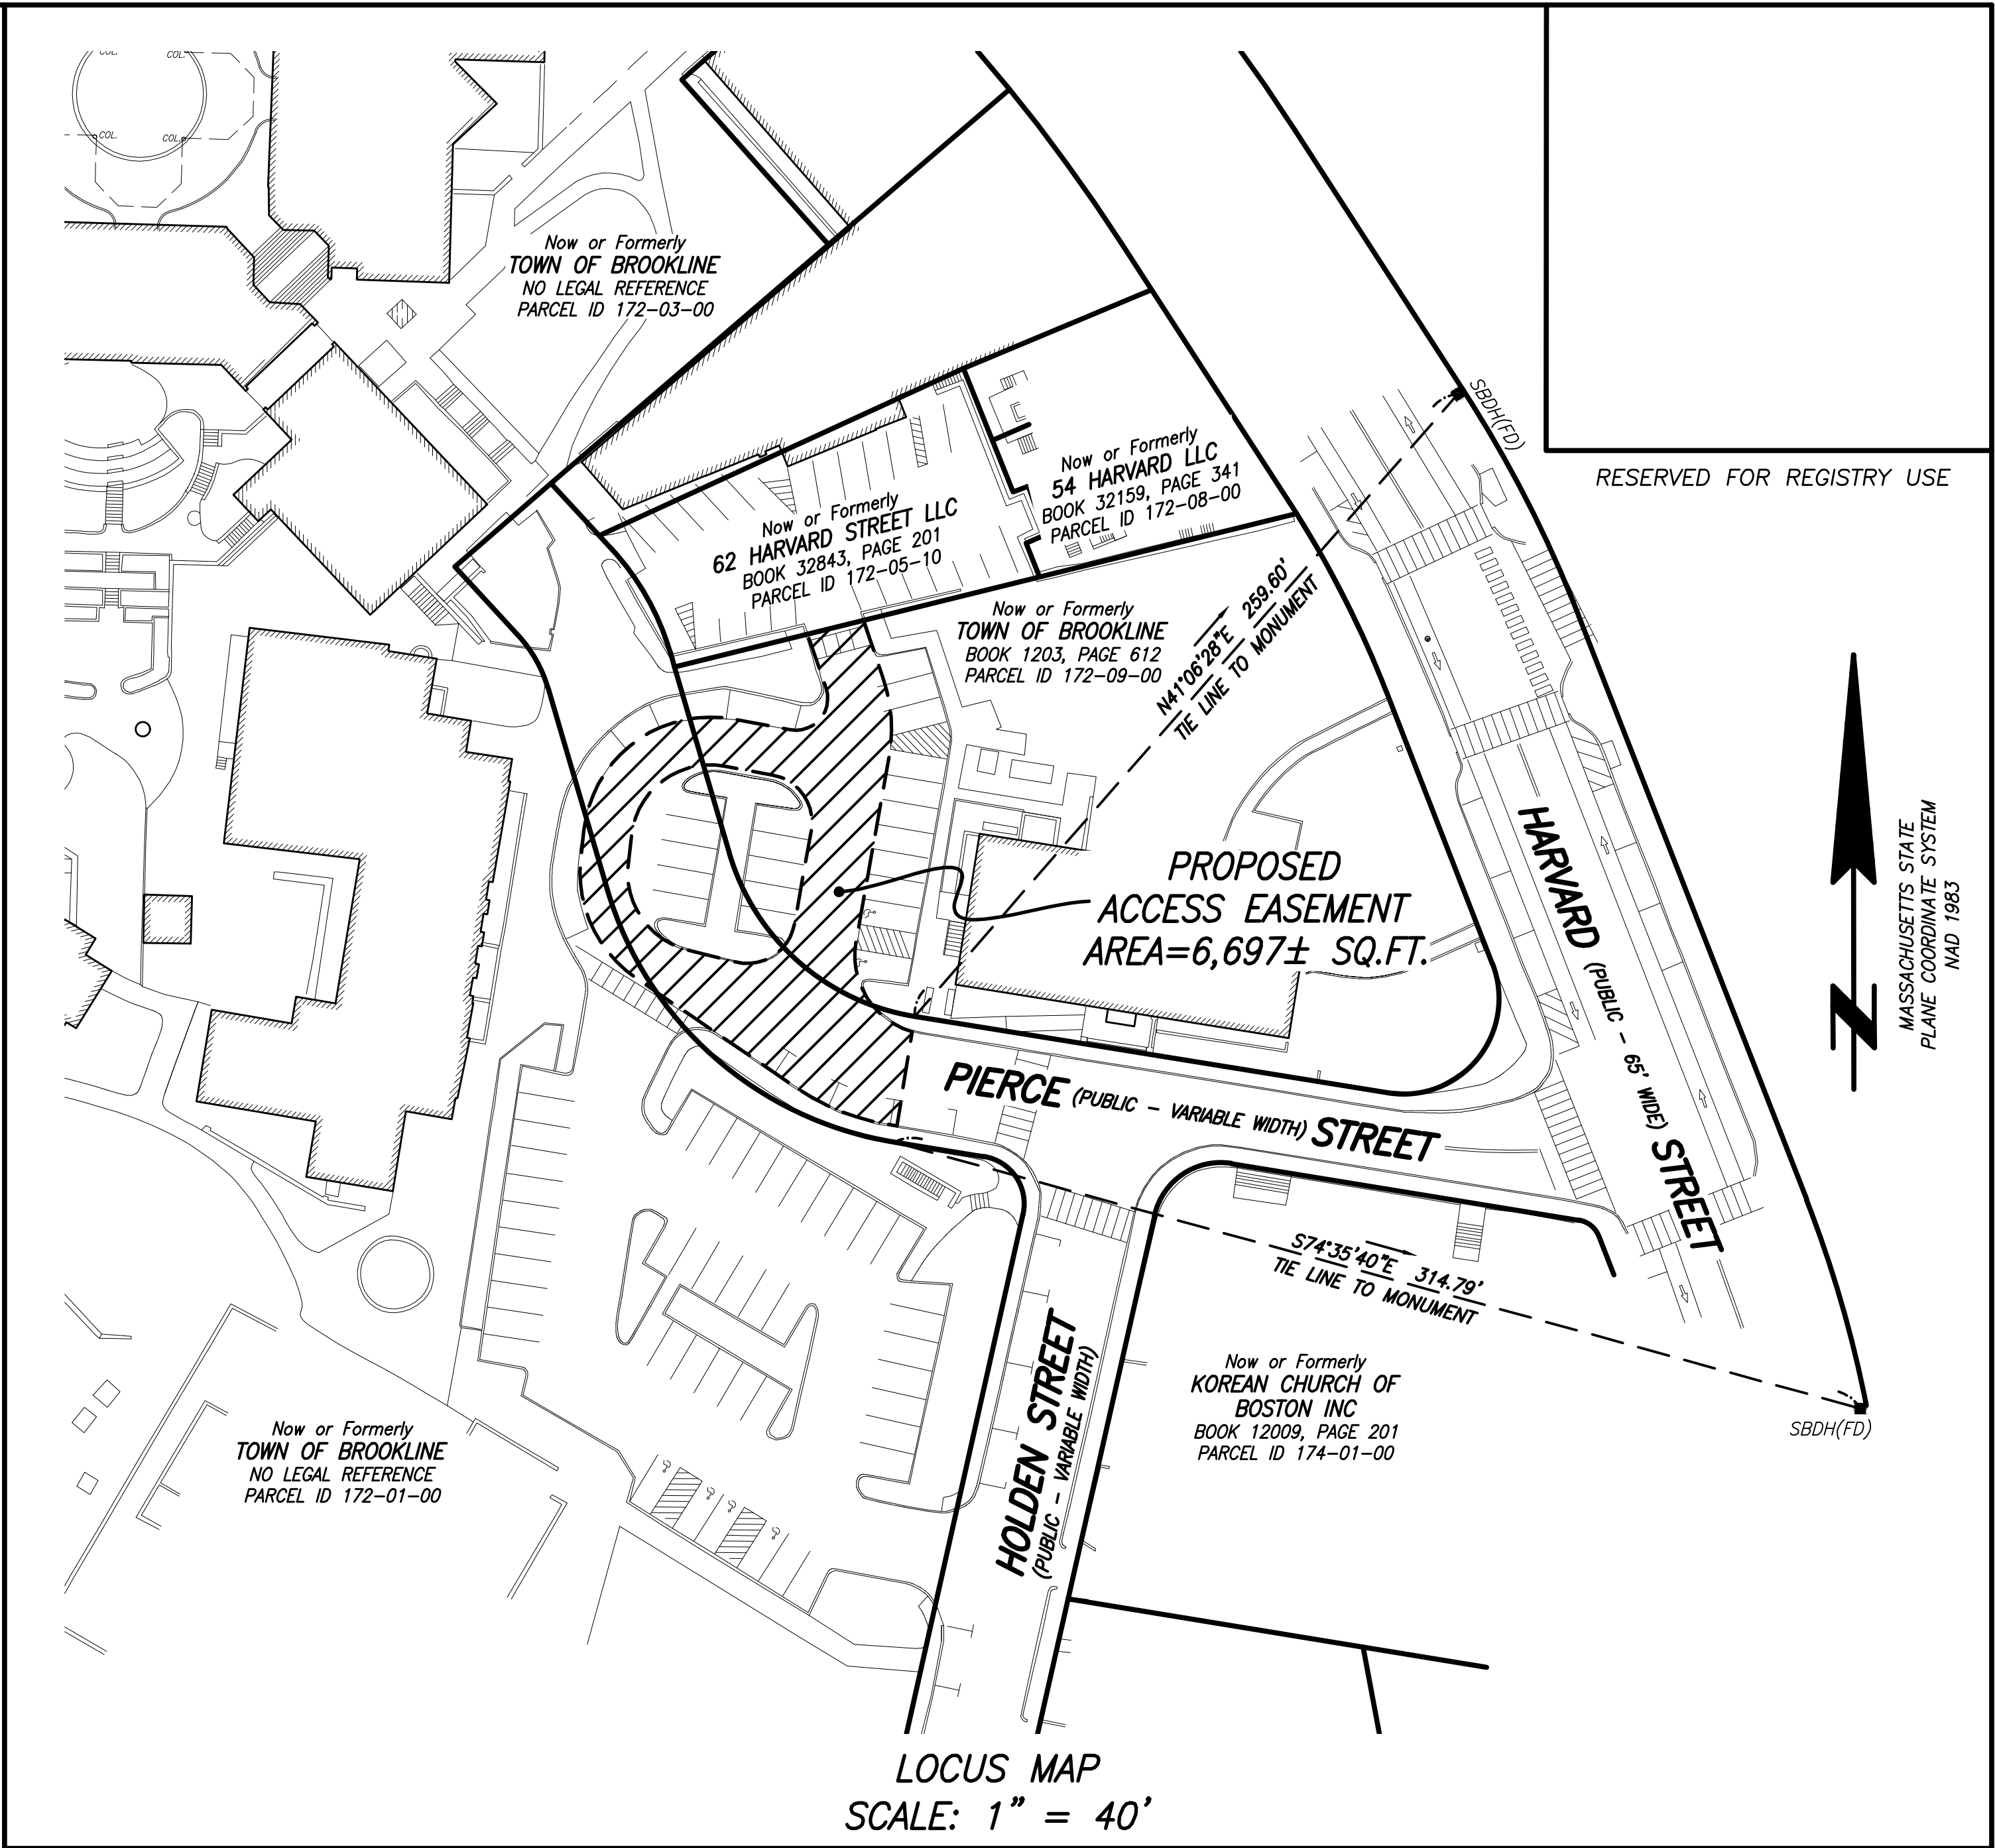 COL.
COL.
COL.
COL.
Now or Formerly
TOWN OF BROOKLINE
NO LEGAL REFERENCE
PARCEL ID 172-03-00
SBDH(FD)
RESERVED FOR REGISTRY USE
Now or Formerly
54 HARVARD LLC
BOOK 32159, PAGE 341
PARCEL ID 172-08-00
Now or Formerly
62 HARVARD STREET LLC
BOOK 32843, PAGE 201
PARCEL ID 172-05-10
Now or Formerly
TOWN OF BROOKLINE
BOOK 1203, PAGE 612
PARCEL ID 172-09-00
N41°06'28"E 259.60'
TIE LINE TO MONUMENT
PROPOSED
ACCESS EASEMENT
AREA=6,697± SQ.FT.
HARVARD (PUBLIC - 65' WIDE) STREET
MASSACHUSETTS STATE
PLANE COORDINATE SYSTEM
NAD 1983
N
PIERCE (PUBLIC - VARIABLE WIDTH) STREET
S74°35'40"E 314.79'
TIE LINE TO MONUMENT
HOLDEN STREET
(PUBLIC - VARIABLE WIDTH)
Now or Formerly
KOREAN CHURCH OF
BOSTON INC
BOOK 12009, PAGE 201
PARCEL ID 174-01-00
SBDH(FD)
Now or Formerly
TOWN OF BROOKLINE
NO LEGAL REFERENCE
PARCEL ID 172-01-00
LOCUS MAP
SCALE: 1" = 40'